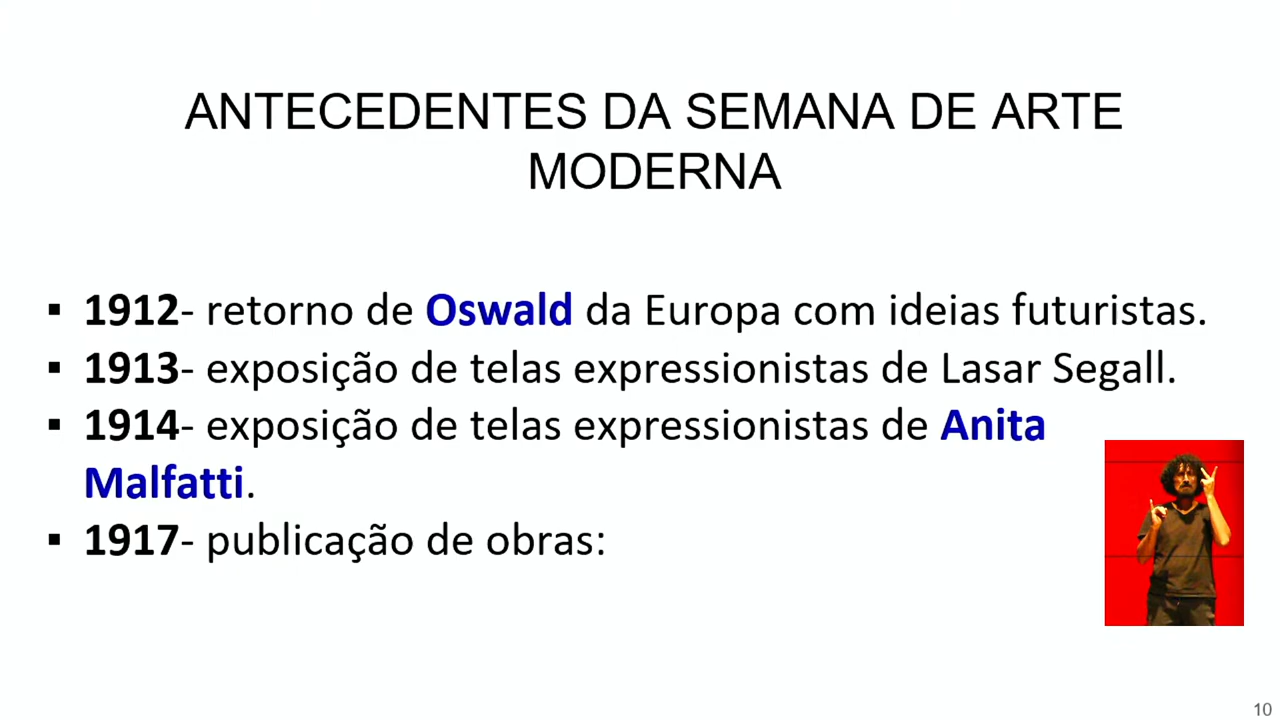 ANTECEDENTES DA SEMANA DE ARTE
MODERNA
▪ 1912- retorno de Oswald da Europa com ideias futuristas.
▪ 1913- exposição de telas expressionistas de Lasar Segall.
▪ 1914- exposição de telas expressionistas de Anita
Malfatti.
▪ 1917- publicação de obras:
10